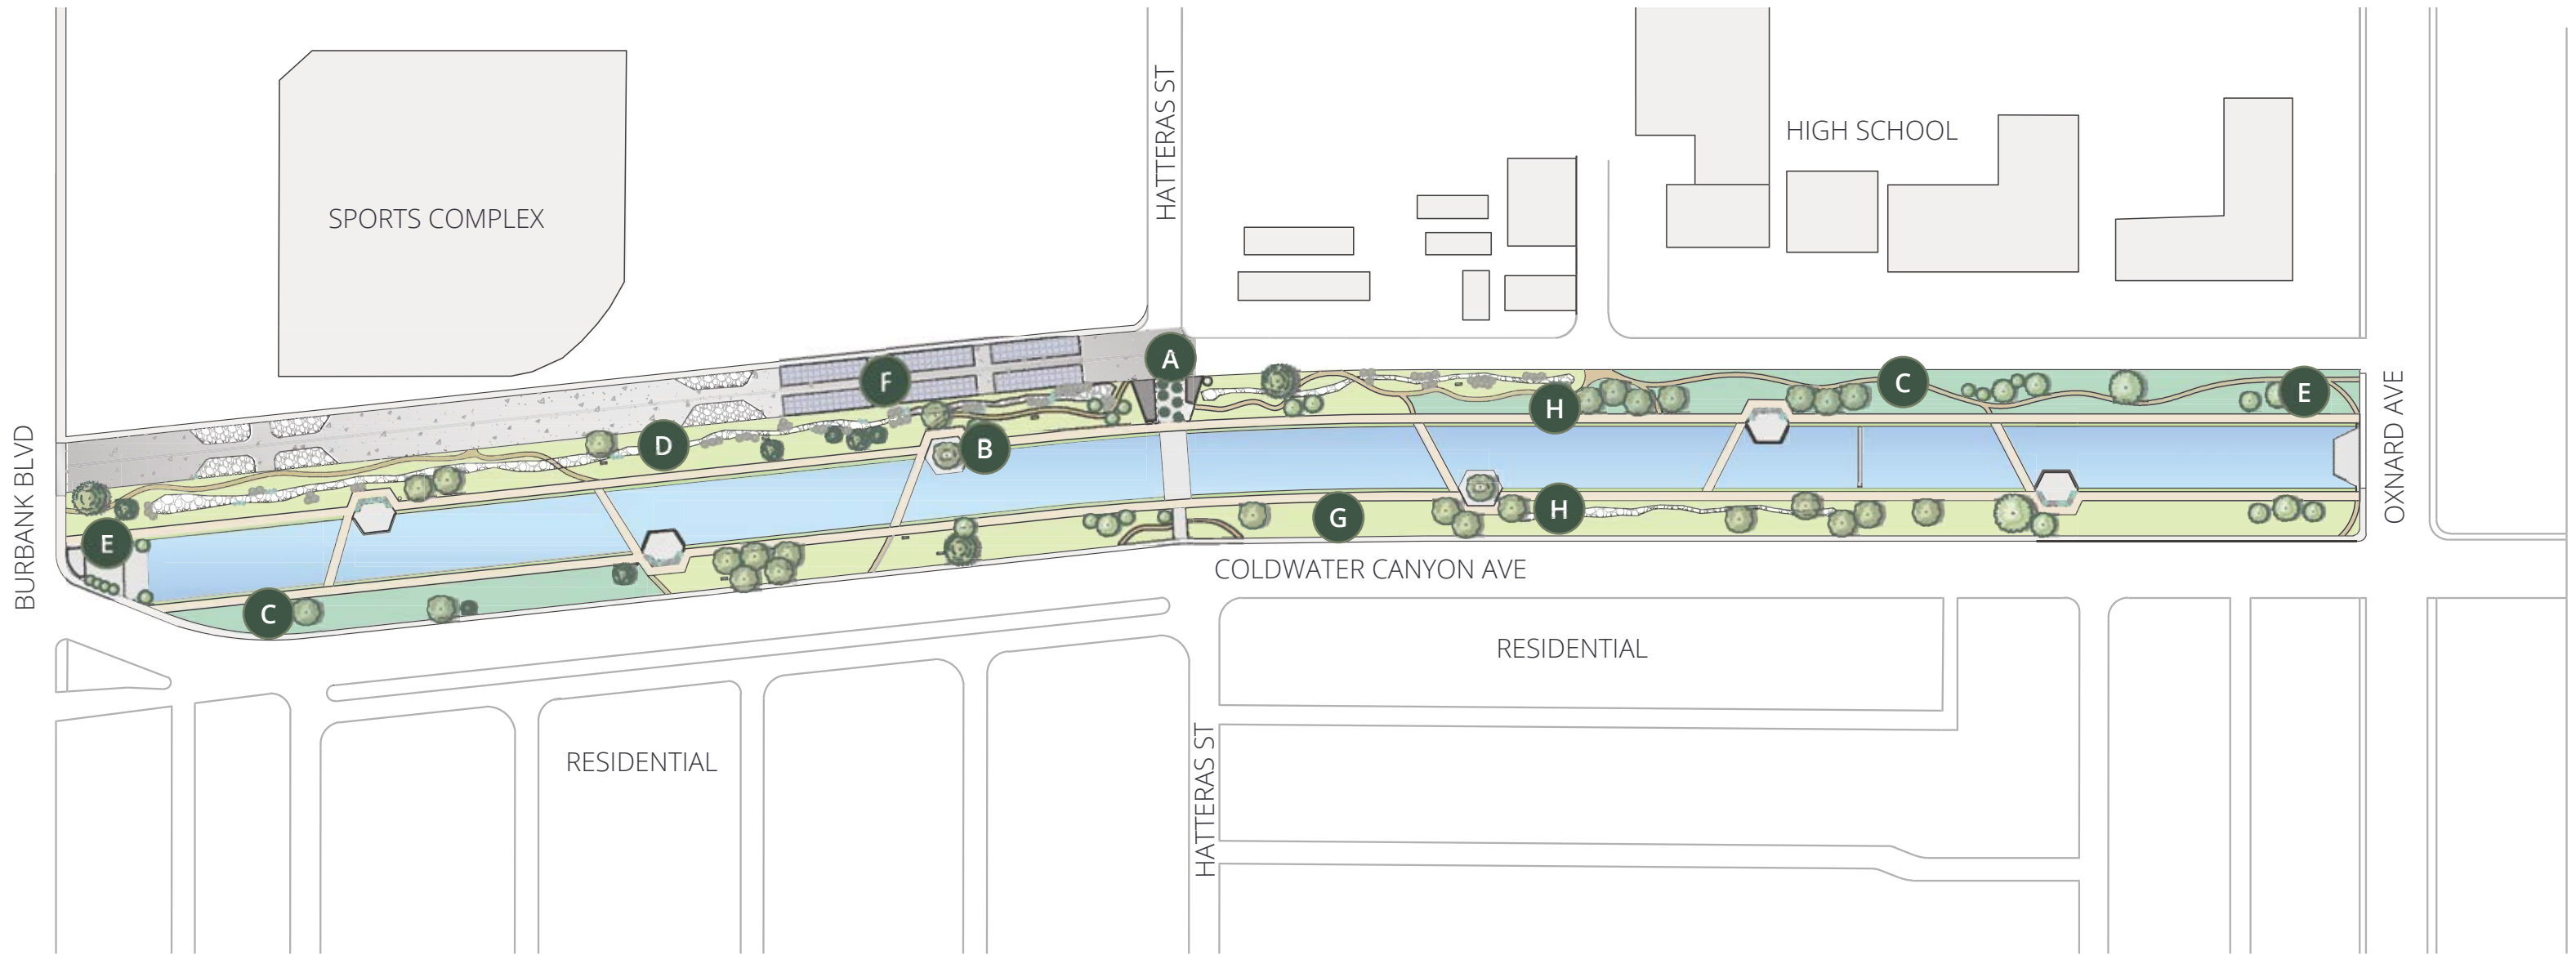 HATTERAS ST
HIGH SCHOOL
SPORTS COMPLEX
A
F
C
E
H
D
B
BURBANK BLVD
OXNARD AVE
E
G
H
C
COLDWATER CANYON AVE
RESIDENTIAL
HATTERAS ST
RESIDENTIAL